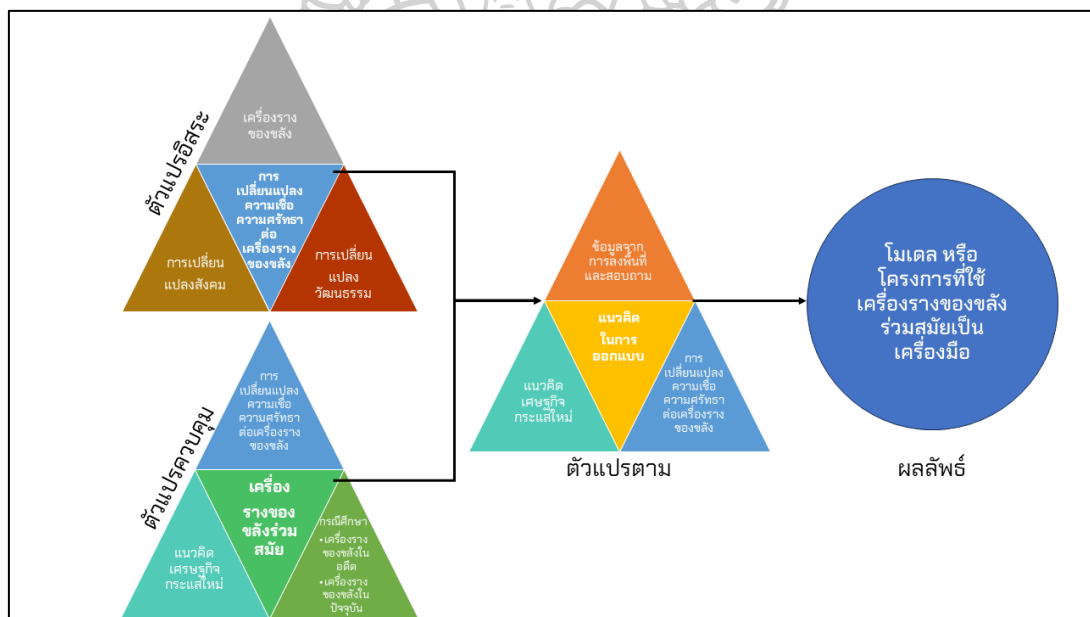 ตัวแปรอิสระ
เครื่องราง
ของขลัง
การ
เปลี่ยนแปลง
ความเชื่อ
ความศรัทธา
ต่อ
เครื่องราง
ของขลัง
การเปลี่ยน
แปลงสังคม
การเปลี่ยน
แปลง
วัฒนธรรม
ตัวแปรควบคุม
การ
เปลี่ยนแปลง
ความเชื่อ
ความศรัทธา
ต่อเครื่องราง
ของขลัง
เครื่อง
รางของ
ขลังร่วม
สมัย
แนวคิด
เศรษฐกิจ
กระแสใหม่
กรณีศึกษา
•เครื่องราง
ของขลังใน
อดีต
•เครื่องราง
ของขลังใน
ปัจจุบัน
ข้อมูลจาก
การลงพื้นที่
และสอบถาม
แนวคิด
ในการ
ออกแบบ
แนวคิด
เศรษฐกิจ
กระแสใหม่
การ
เปลี่ยนแปลง
ความเชื่อ
ความศรัทธา
ต่อเครื่องราง
ของขลัง
ตัวแปรตาม
โมเดล หรือ
โครงการที่ใช้
เครื่องรางของขลัง
ร่วมสมัยเป็น
เครื่องมือ
ผลลัพธ์